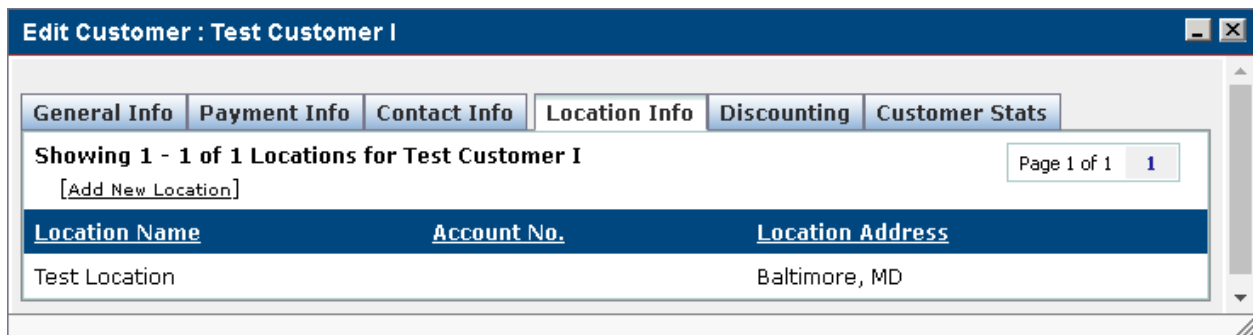 Edit Customer : Test Customer I
General Info Payment Info Contact Info Location Info Discounting Customer Stats
Showing 1 - 1 of 1 Locations for Test Customer I
Page 1 of 1 1
[Add New Location]
Location Name Account No. Location Address
Test Location Baltimore, MD